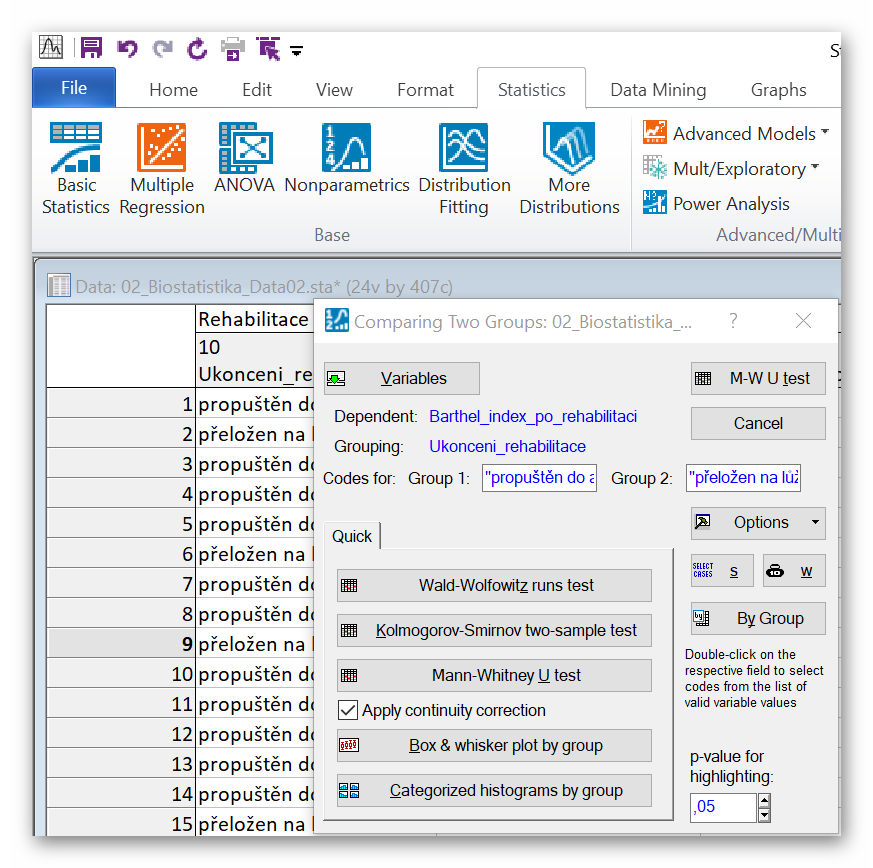 File
Home
Edit
View
Format
Statistics
Data Mining
Graphs
Basic
Statistics
Multiple
Regression
ANOVA
Nonparametrics
Distribution
Fitting
More
Distributions
Base
Advanced Models
Mult/Exploratory
Power Analysis
Advanced/Multi
Data: 02_Biostatistika_Data02.sta* (24v by 407c)
Rehabilitace
10
Ukonceni_re
1 propuštěn do
2 přeložen na
3 propuštěn do
4 propuštěn do
5 propuštěn do
6 přeložen na
7 propuštěn do
8 propuštěn do
9 přeložen na
10 propuštěn do
11 propuštěn do
12 propuštěn do
13 propuštěn do
14 propuštěn do
15 přeložen na
Comparing Two Groups: 02_Biostatistika_...
?
Variables
M-W U test
Dependent: Barthel_index_po_rehabilitaci
Cancel
Grouping: Ukonceni_rehabilitace
Codes for: Group 1: "propuštěn do a Group 2: "přeložen na lůž
Options
Quick
SELECT
CASES
S
W
Wald-Wolfowitz runs test
Kolmogorov-Smirnov two-sample test
By Group
Mann-Whitney U test
Double-click on the
respective field to select
codes from the list of
valid variable values
Apply continuity correction
Box & whisker plot by group
Categorized histograms by group
p-value for
highlighting:
,05